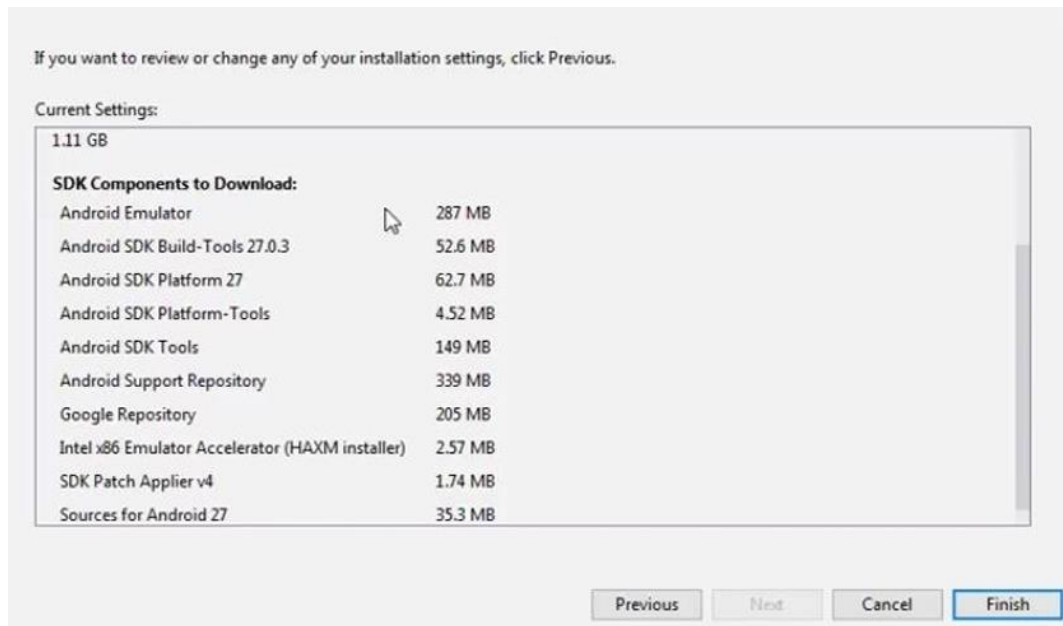 If you want to review or change any of your installation settings, click Previous.
Current Settings:
1.11 GB
SDK Components to Download:
Android Emulator 287 MB
Android SDK Build-Tools 27.0.3 52.6 MB
Android SDK Platform 27 62.7 MB
Android SDK Platform-Tools 4.52 MB
Android SDK Tools 149 MB
Android Support Repository 339 MB
Google Repository 205 MB
Intel x86 Emulator Accelerator (HAXM installer) 2.57 MB
SDK Patch Applier v4 1.74 MB
Sources for Android 27 35.3 MB
Previous Next Cancel Finish